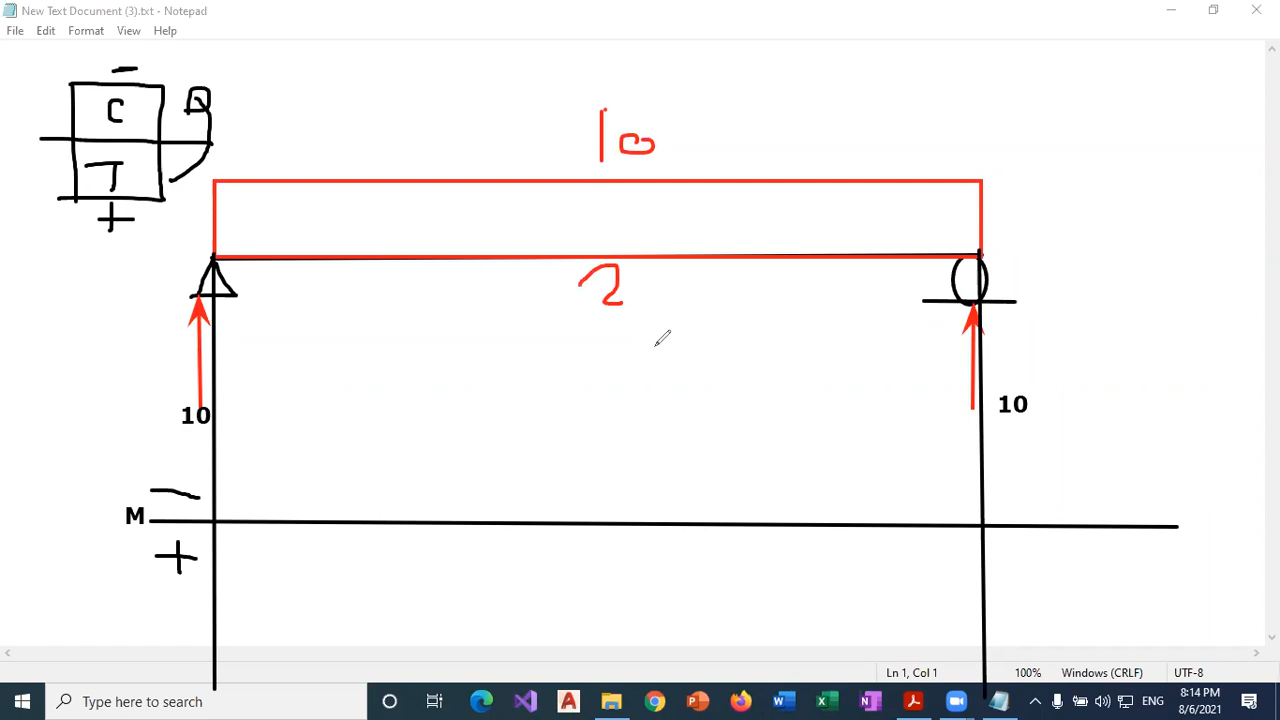 New Text Document (3).txt - Notepad
File Edit Format View Help
-
C
T
+
10
2
10
10
M
-
+
Ln 1, Col 1 100% Windows (CRLF) UTF-8
Type here to search
ENG
8:14 PM
8/6/2021